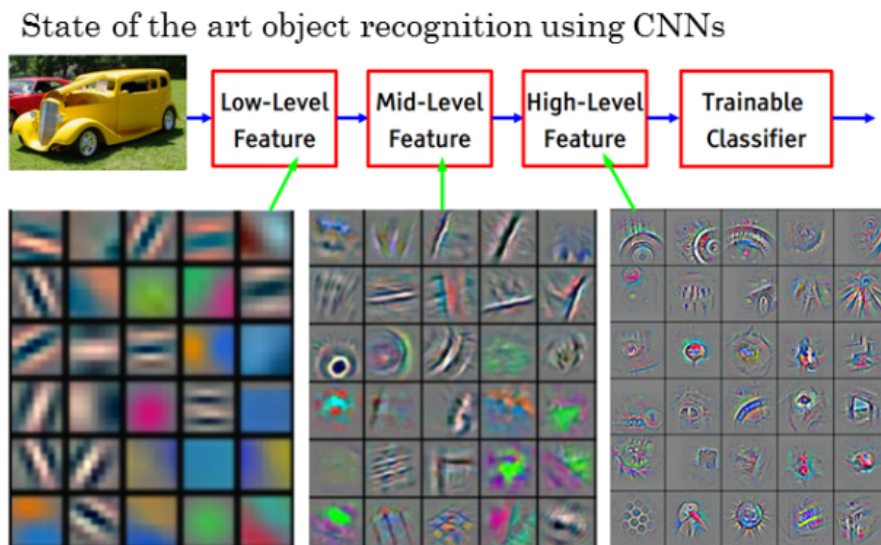 State of the art object recognition using CNNs
Low-Level
Feature
Mid-Level
Feature
High-Level
Feature
Trainable
Classifier